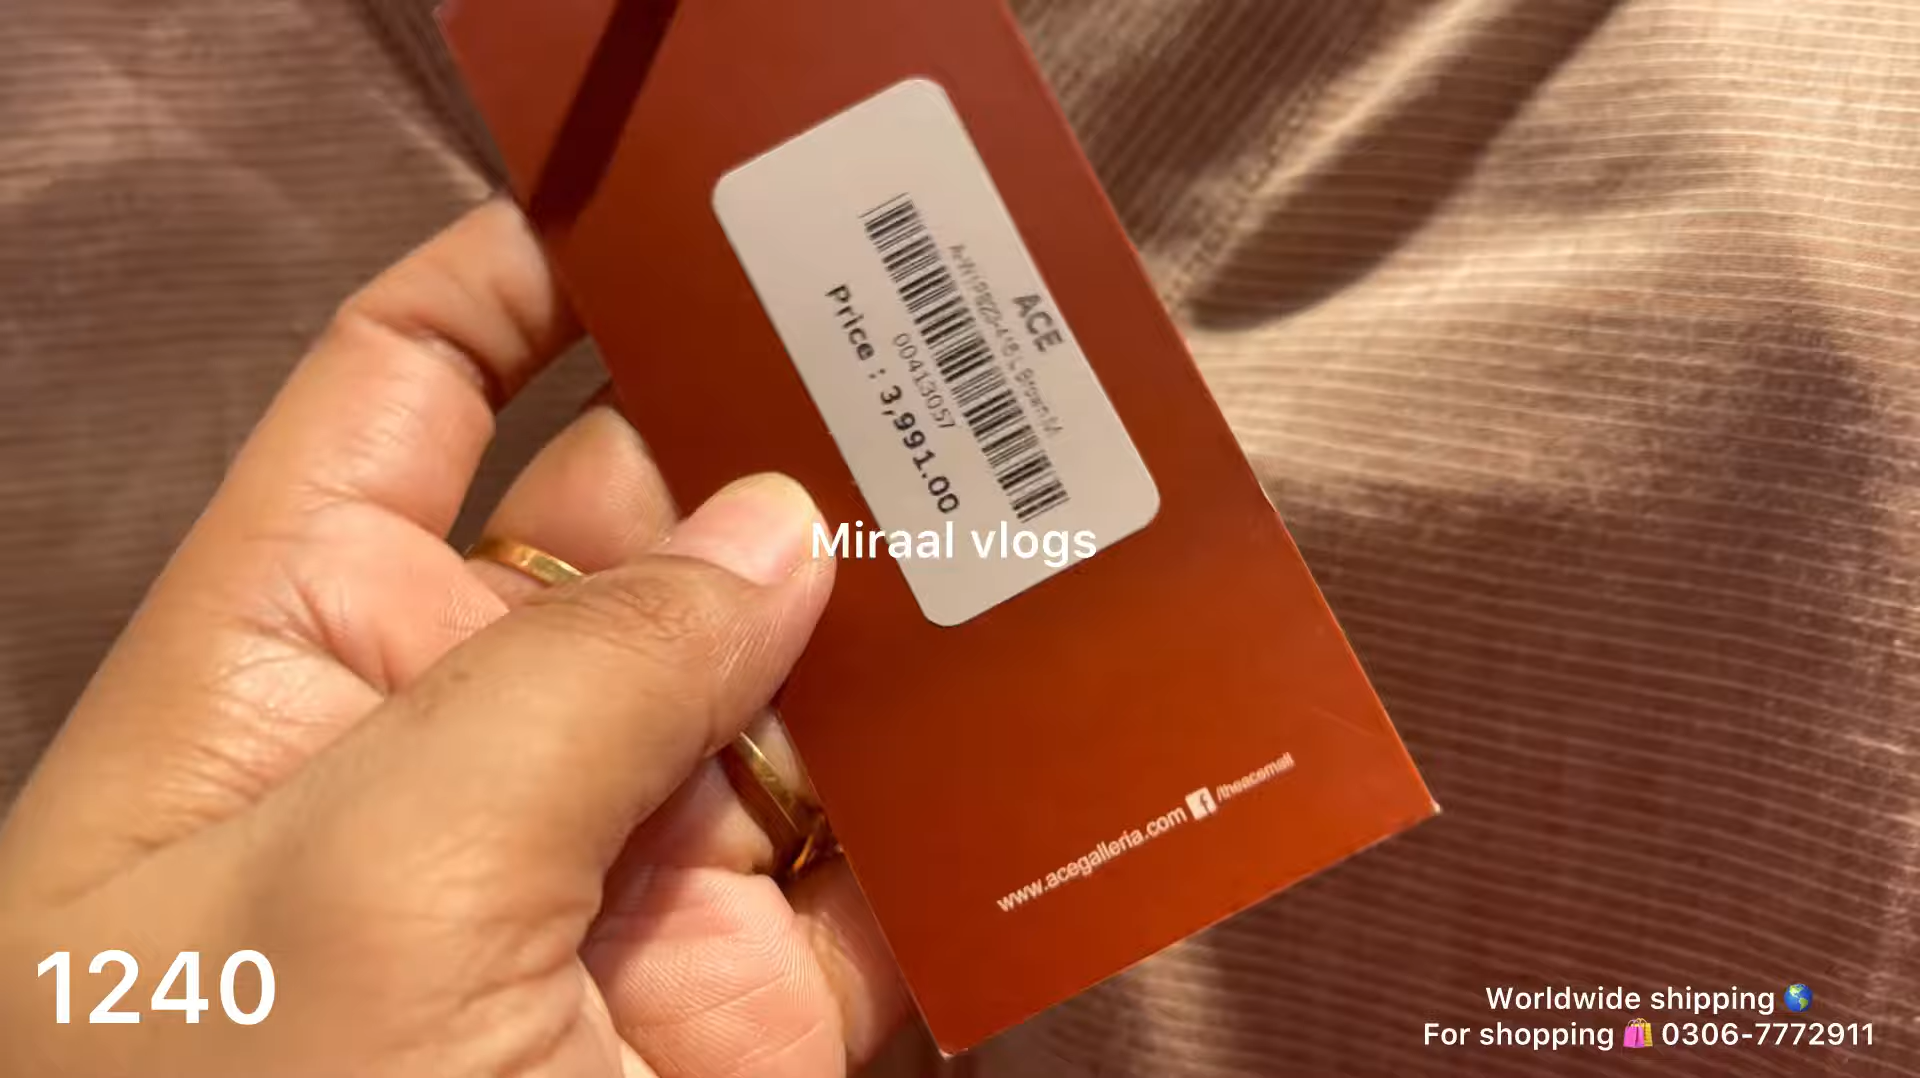 ACE
L Brown M
00413057
Price : 3,991.00
Miraal vlogs
www.acegalleria.com f /theacemall
1240
Worldwide shipping 🌎
For shopping 🛍️ 0306-7772911